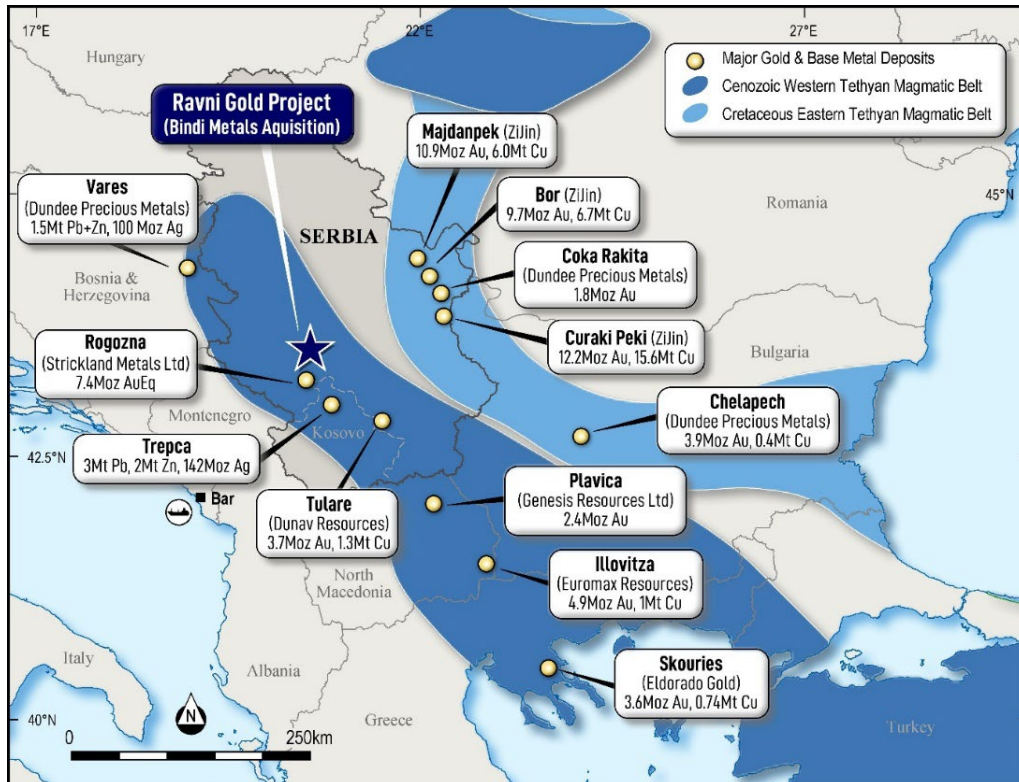 17°E
22°E
27°E
Hungary
Major Gold & Base Metal Deposits
Cenozoic Western Tethyan Magmatic Belt
Cretaceous Eastern Tethyan Magmatic Belt
Ravni Gold Project
(Bindi Metals Aquisition)
Majdanpek (ZiJin)
10.9Moz Au, 6.0Mt Cu
Vares
(Dundee Precious Metals)
1.5Mt Pb+Zn, 100 Moz Ag
Bor (ZiJin)
9.7Moz Au, 6.7Mt Cu
45°N
Romania
SERBIA
Coka Rakita
(Dundee Precious Metals)
1.8Moz Au
Bosnia &
Herzegovina
Curaki Peki (ZiJin)
12.2Moz Au, 15.6Mt Cu
Rogozna
(Strickland Metals Ltd)
7.4Moz AuEq
Bulgaria
Chelapech
(Dundee Precious Metals)
3.9Moz Au, 0.4Mt Cu
Montenegro
Kosovo
Trepca
3Mt Pb, 2Mt Zn, 142Moz Ag
42.5°N
Plavica
(Genesis Resources Ltd)
2.4Moz Au
Bar
Tulare
(Dunav Resources)
3.7Moz Au, 1.3Mt Cu
Illovitza
(Euromax Resources)
4.9Moz Au, 1Mt Cu
North
Macedonia
Italy
Albania
Skouries
(Eldorado Gold)
3.6Moz Au, 0.74Mt Cu
40°N
N
Greece
Turkey
0
250km